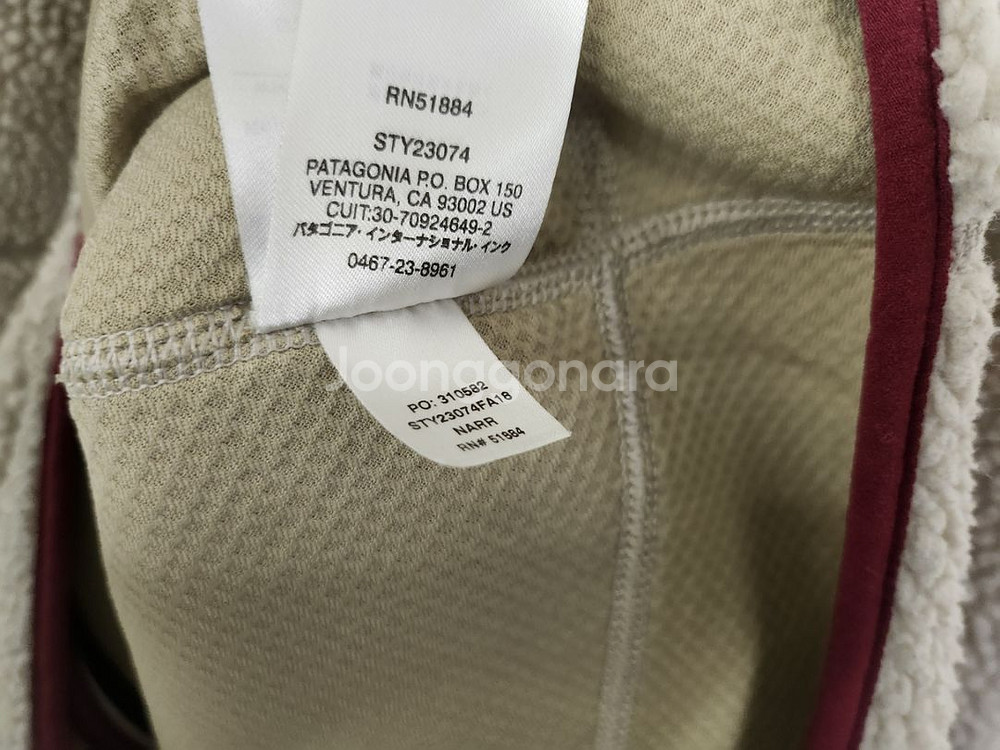 RN51884
STY23074
PATAGONIA P.O. BOX 150
VENTURA, CA 93002 US
CUIT:30-70924649-2
パタゴニア・インターナショナル・インク
0467-23-8961
Joonggonara
PO: 310582
STY23074FA18
NARR
RN# 51884